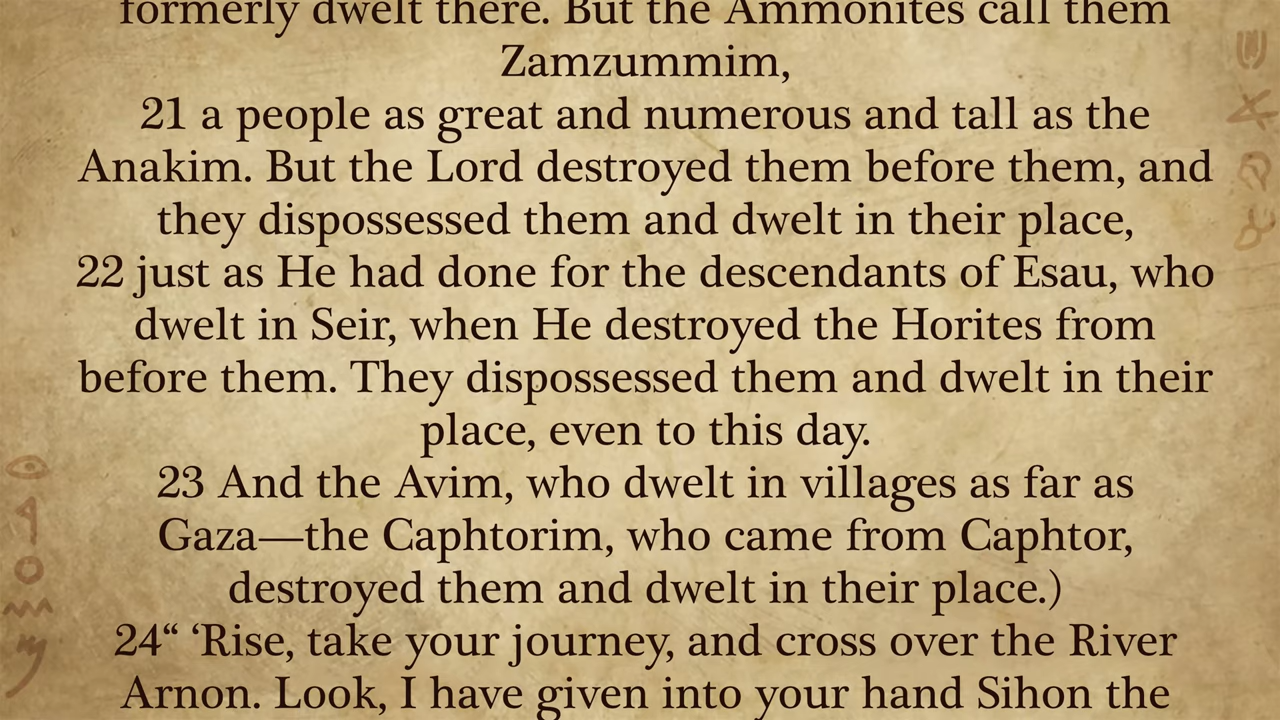 formerly dwelt there. But the Ammonites call them
Zamzummim,
21 a people as great and numerous and tall as the
Anakim. But the Lord destroyed them before them, and
they dispossessed them and dwelt in their place,
22 just as He had done for the descendants of Esau, who
dwelt in Seir, when He destroyed the Horites from
before them. They dispossessed them and dwelt in their
place, even to this day.
23 And the Avim, who dwelt in villages as far as
Gaza—the Caphtorim, who came from Caphtor,
destroyed them and dwelt in their place.)
24“ ‘Rise, take your journey, and cross over the River
Arnon. Look, I have given into your hand Sihon the